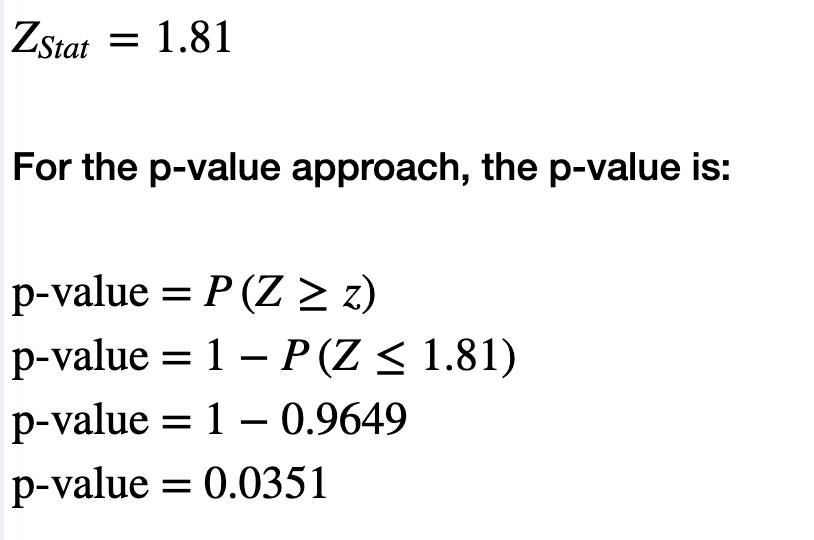 Z_Stat = 1.81
For the p-value approach, the p-value is:
p-value = P(Z ≥ z)
p-value = 1 − P(Z ≤ 1.81)
p-value = 1 − 0.9649
p-value = 0.0351